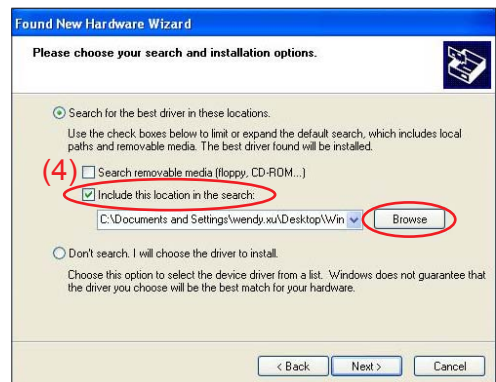 Found New Hardware Wizard
Please choose your search and installation options.
Search for the best driver in these locations.
Use the check boxes below to limit or expand the default search, which includes local
paths and removable media. The best driver found will be installed.
(4)
Search removable media (floppy, CD-ROM...)
Include this location in the search:
C:\Documents and Settings\wendy.xu\Desktop\Win
Browse
Don't search. I will choose the driver to install.
Choose this option to select the device driver from a list. Windows does not guarantee that
the driver you choose will be the best match for your hardware.
< Back
Next >
Cancel